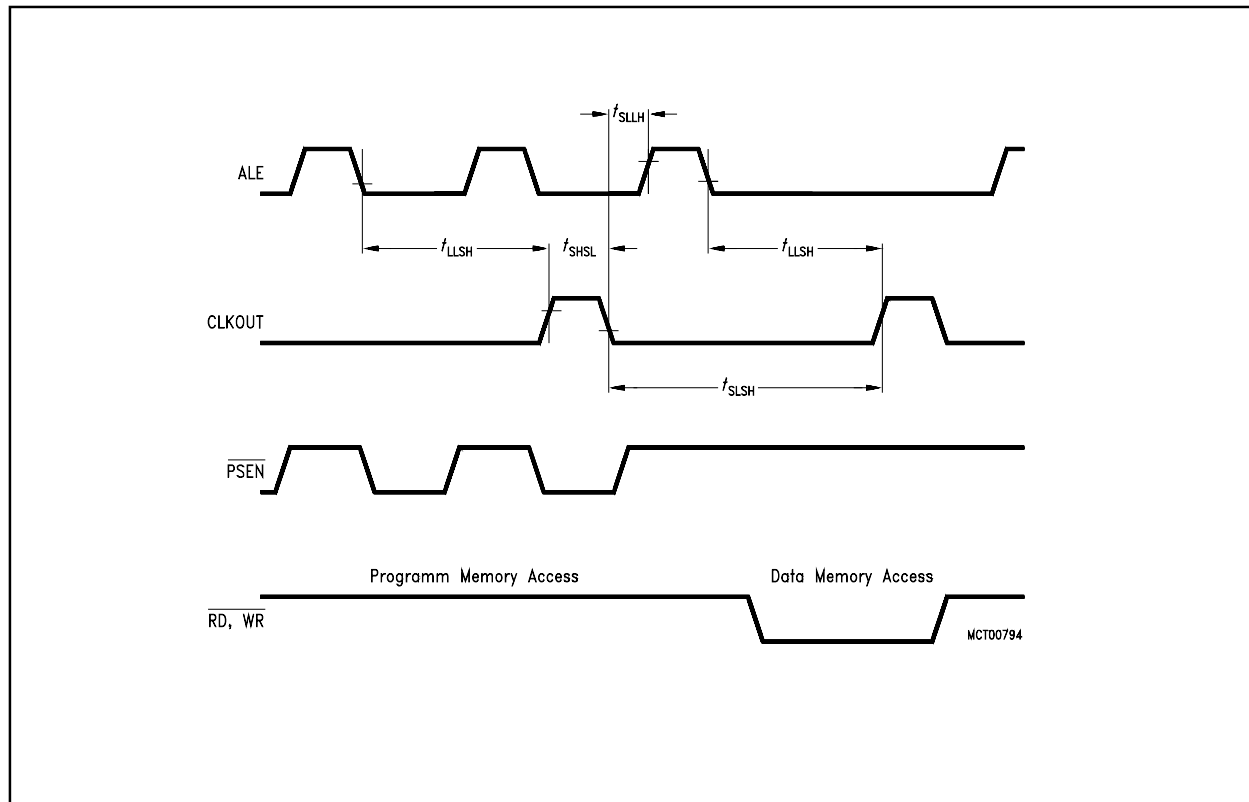 tSLLH
ALE
tLLSH
tSHSL
tLLSH
CLKOUT
tSLSH
PSEN
Programm Memory Access
Data Memory Access
RD, WR
MCT00794